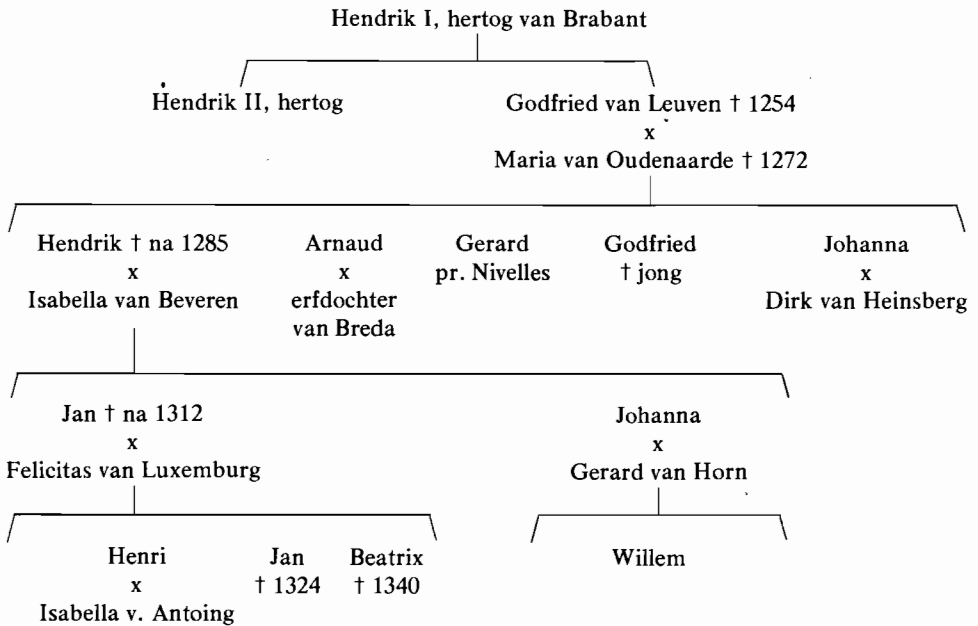 Hendrik I, hertog van Brabant
Hendrik II, hertog
Godfried van Leuven † 1254
x
Maria van Oudenaarde † 1272
Hendrik † na 1285
x
Isabella van Beveren
Arnaud
x
erfdochter
van Breda
Gerard
pr. Nivelles
Godfried
† jong
Johanna
x
Dirk van Heinsberg
Jan † na 1312
x
Felicitas van Luxemburg
Johanna
x
Gerard van Horn
Henri
x
Isabella v. Antoing
Jan
† 1324
Beatrix
† 1340
Willem